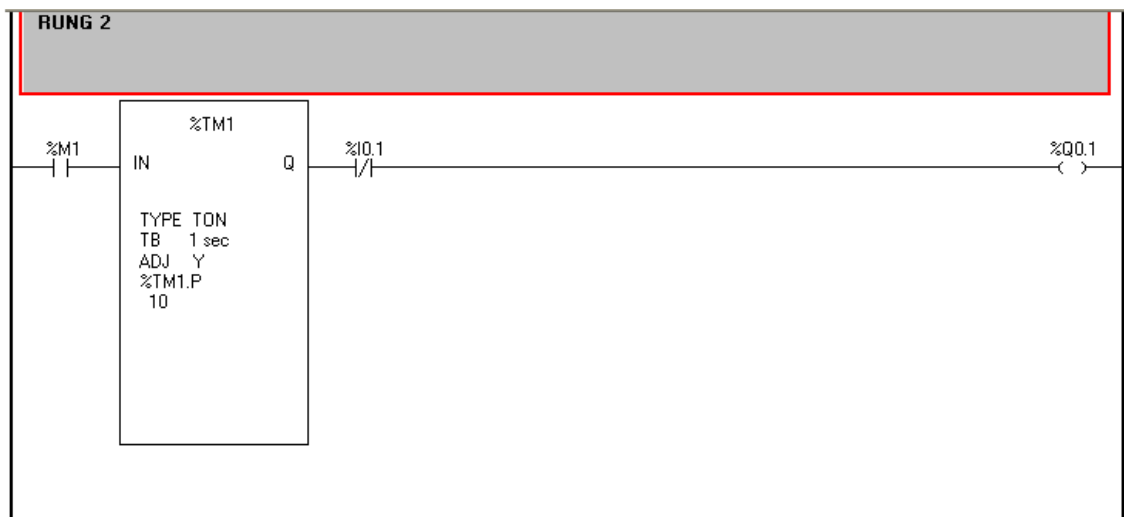 RUNG 2
%TM1
%M1
IN Q
%I0.1
%Q0.1
TYPE TON
TB 1 sec
ADJ Y
%TM1.P
10